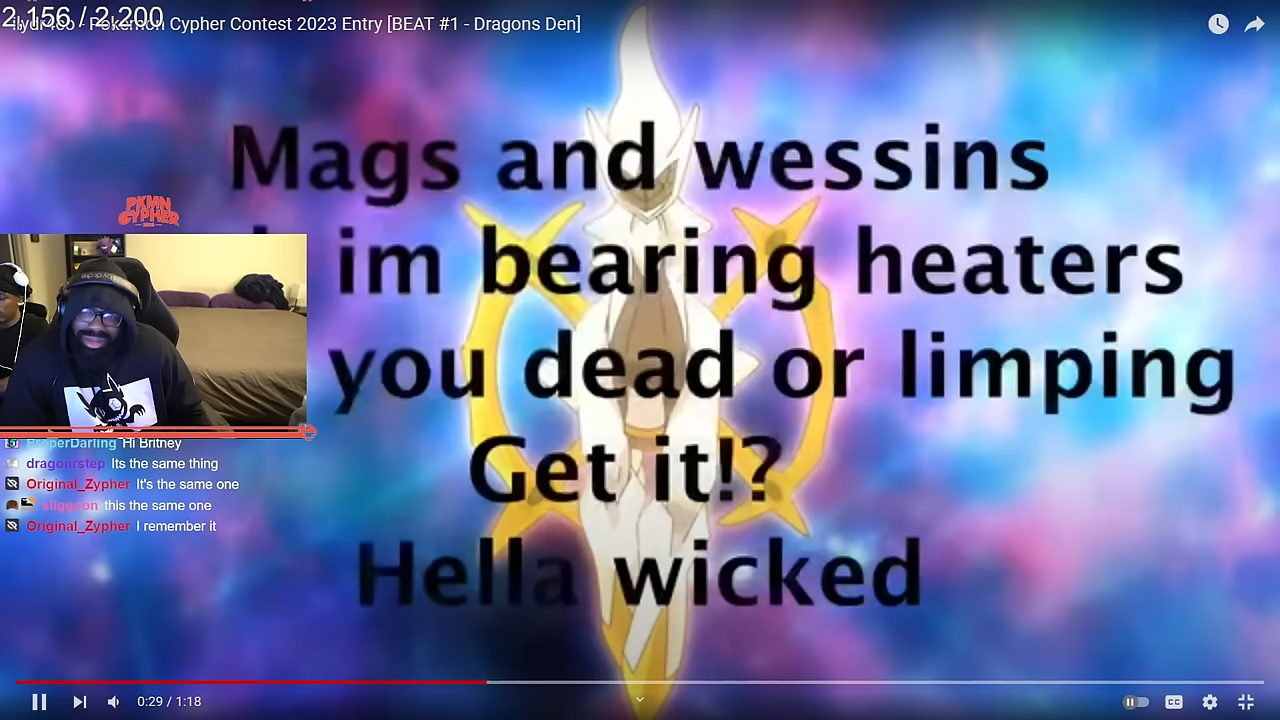 2,156 / 2,200
- Pokemon Cypher Contest 2023 Entry [BEAT #1 - Dragons Den]
Mags and wessins
im bearing heaters
you dead or limping
Get it!?
Hella wicked
PKMN
CYPHER
Hi Britney
dragonrstep Its the same thing
Original_Zypher It's the same one
this the same one
Original_Zypher I remember it
0:29 / 1:18
CC